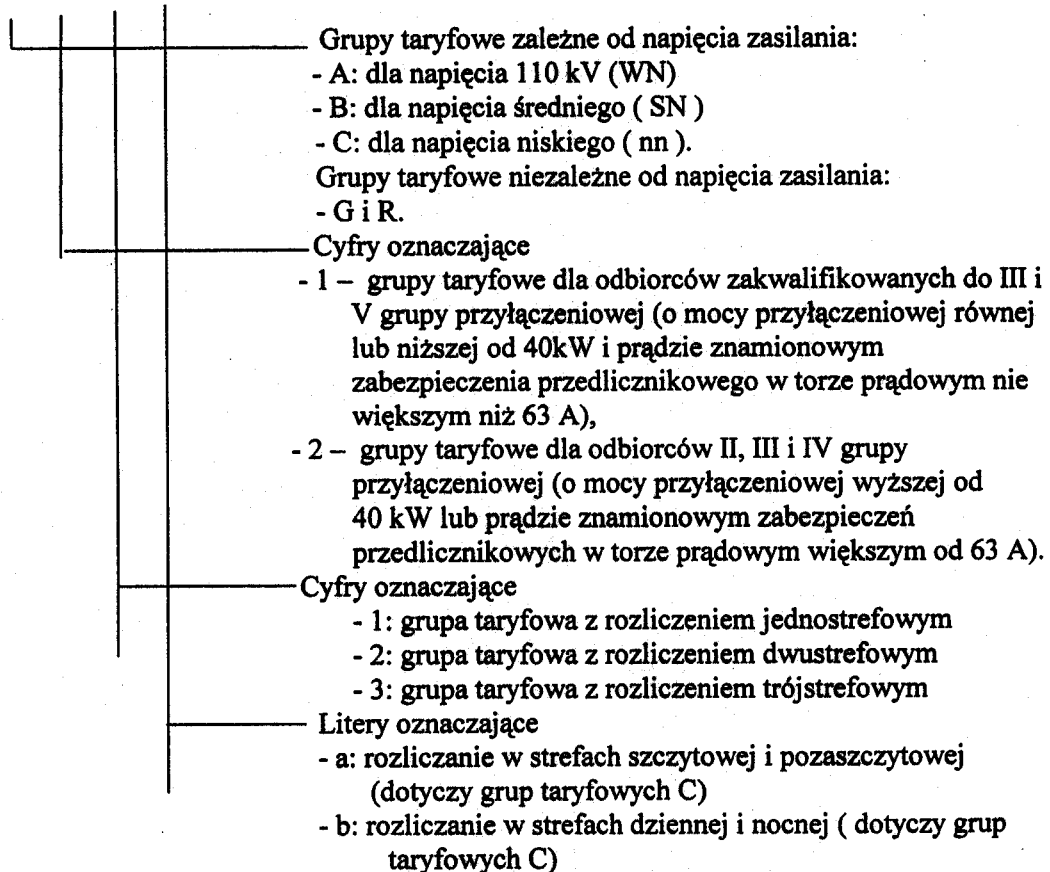 Grupy taryfowe zależne od napięcia zasilania:
- A: dla napięcia 110 kV (WN)
- B: dla napięcia średniego ( SN )
- C: dla napięcia niskiego ( nn ).
Grupy taryfowe niezależne od napięcia zasilania:
- G i R.
Cyfry oznaczające
- 1 – grupy taryfowe dla odbiorców zakwalifikowanych do III i
V grupy przyłączeniowej (o mocy przyłączeniowej równej
lub niższej od 40kW i prądzie znamionowym
zabezpieczenia przedlicznikowego w torze prądowym nie
większym niż 63 A),
- 2 – grupy taryfowe dla odbiorców II, III i IV grupy
przyłączeniowej (o mocy przyłączeniowej wyższej od
40 kW lub prądzie znamionowym zabezpieczeń
przedlicznikowych w torze prądowym większym od 63 A).
Cyfry oznaczające
- 1: grupa taryfowa z rozliczeniem jednostrefowym
- 2: grupa taryfowa z rozliczeniem dwustrefowym
- 3: grupa taryfowa z rozliczeniem trójstrefowym
Litery oznaczające
- a: rozliczanie w strefach szczytowej i pozaszczytowej
(dotyczy grup taryfowych C)
- b: rozliczanie w strefach dziennej i nocnej ( dotyczy grup
taryfowych C)